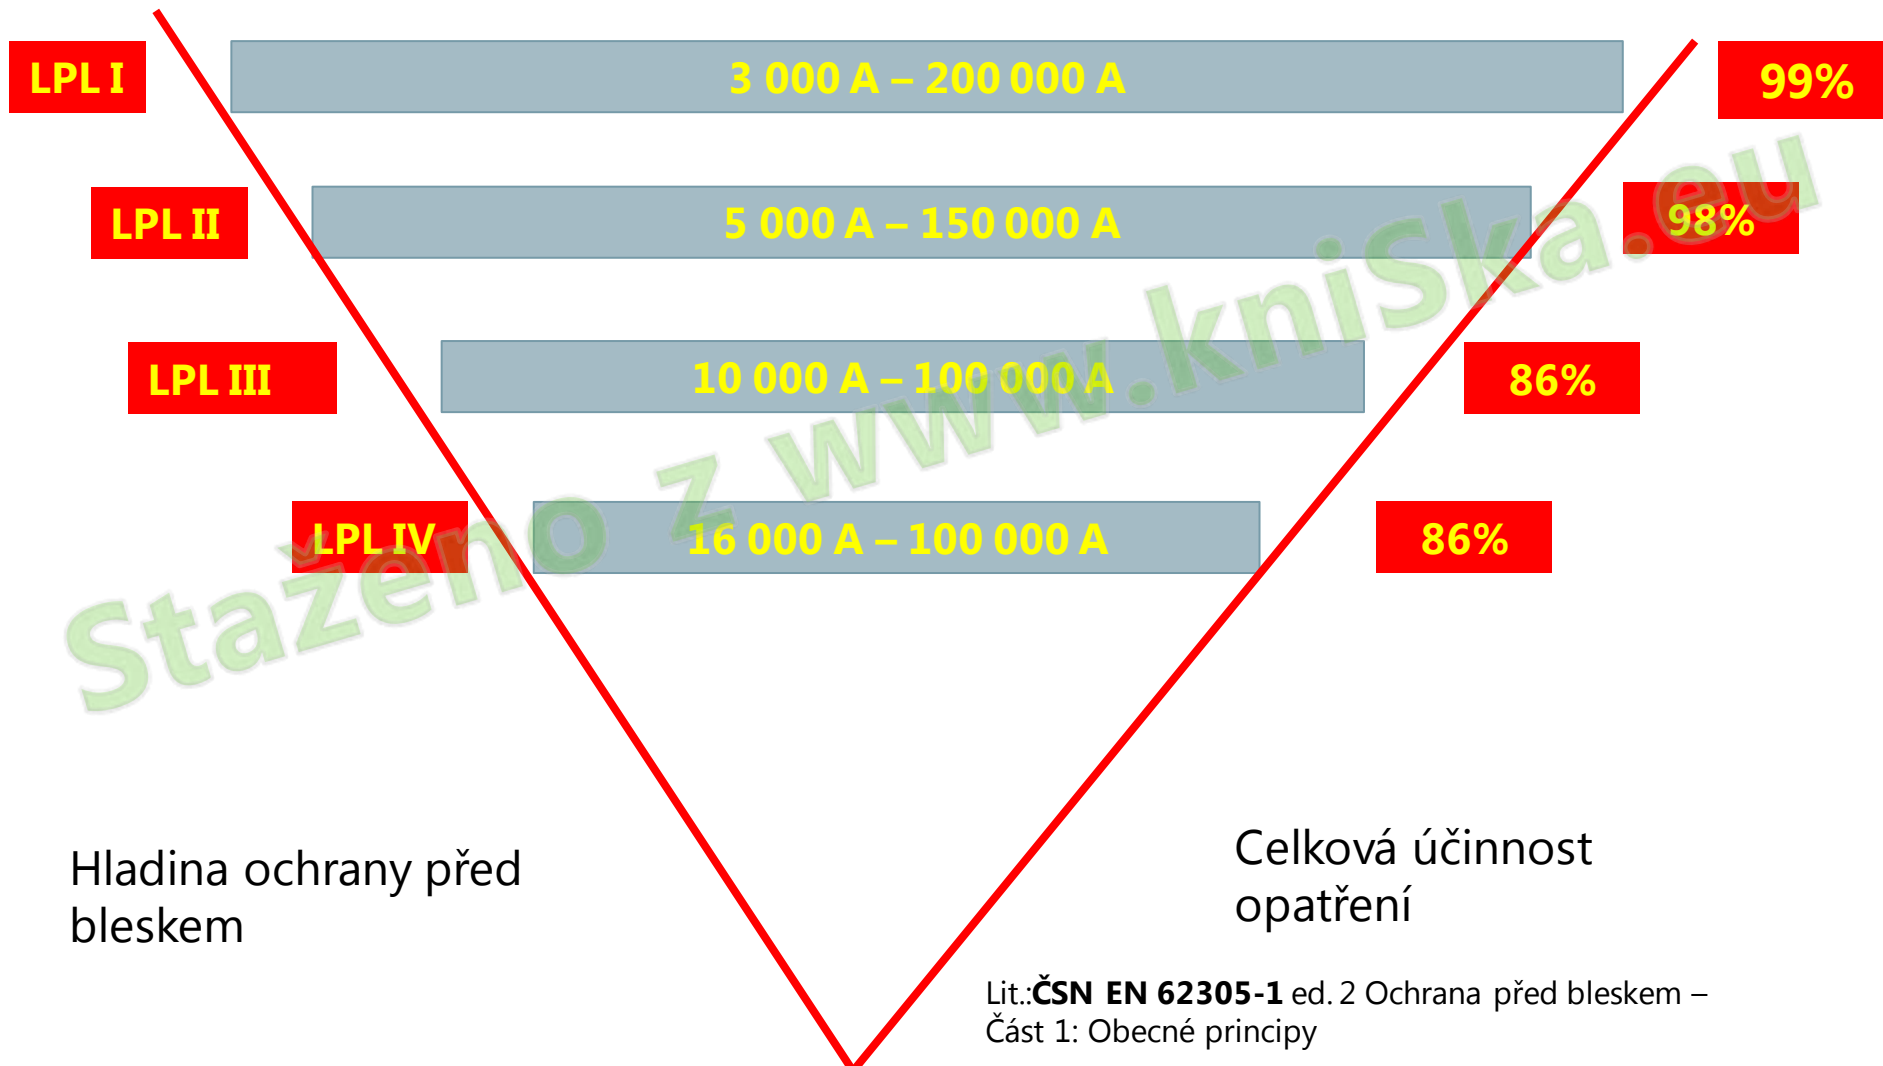 LPL I 3 000 A – 200 000 A 99%
LPL II 5 000 A – 150 000 A 98%
LPL III 10 000 A – 100 000 A 86%
LPL IV 16 000 A – 100 000 A 86%
Staženo z www.kniSka.eu
Hladina ochrany před
bleskem
Celková účinnost
opatření
Lit.:ČSN EN 62305-1 ed. 2 Ochrana před bleskem –
Část 1: Obecné principy